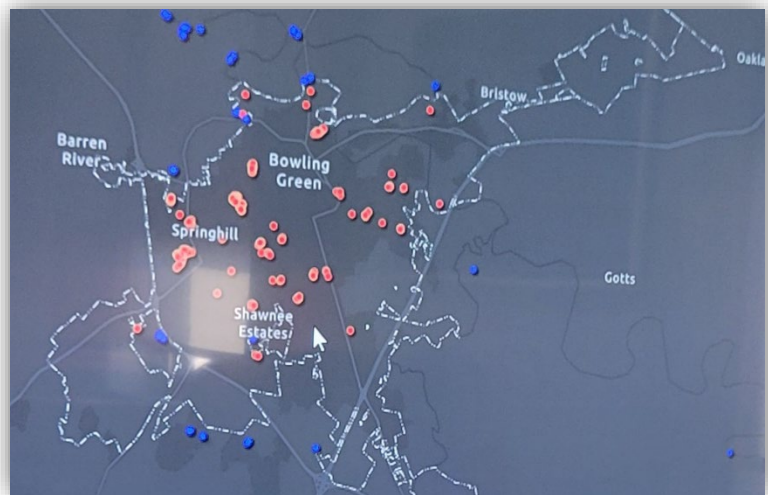 Oakla
Bristow
Barren
River
Bowling
Green
Springhill
Gotts
Shawnee
Estates